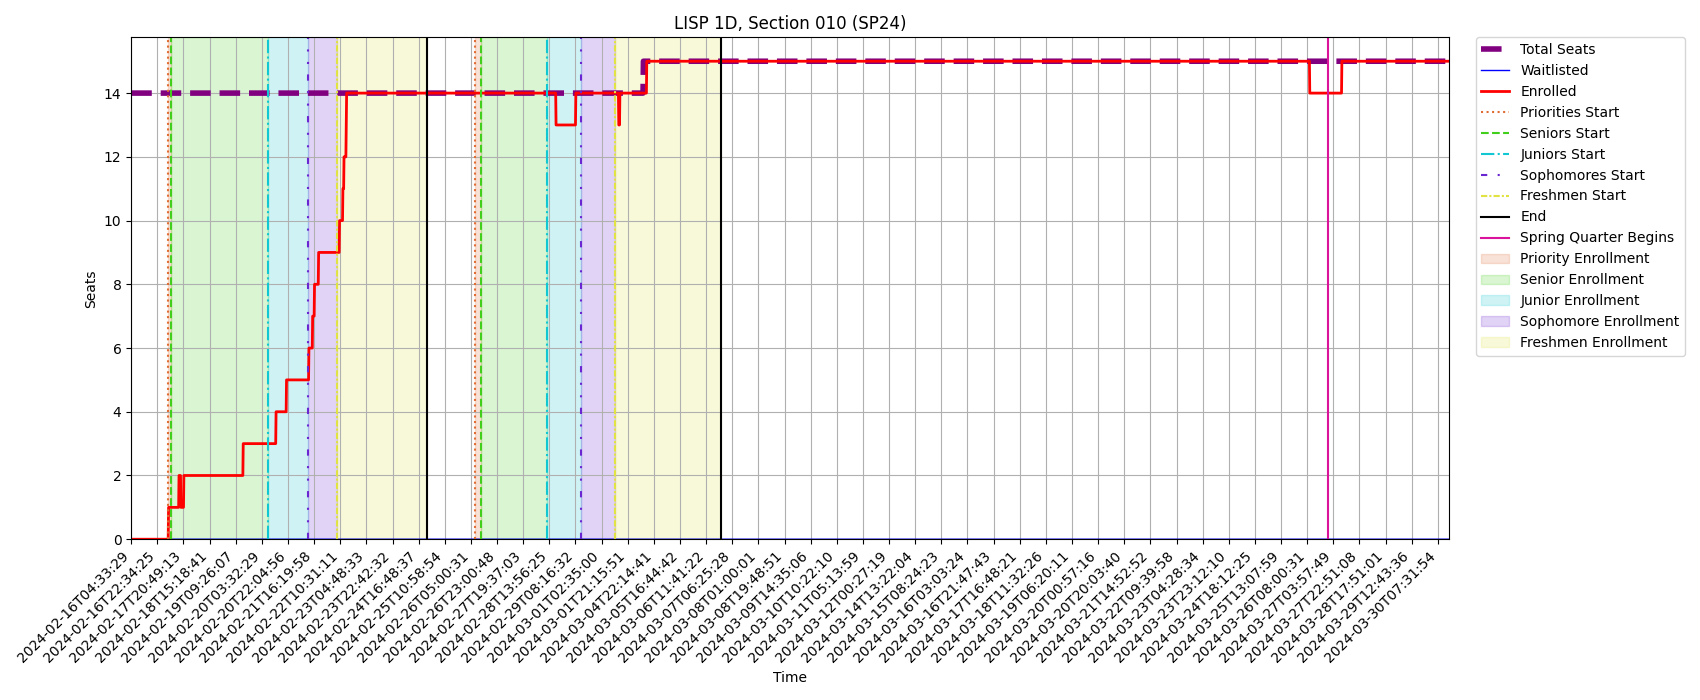 LISP 1D, Section 010 (SP24)
Seats
14
12
10
8
6
4
2
0
2024-02-16T04:33:29
2024-02-16T22:34:25
2024-02-17T20:49:13
2024-02-18T15:18:41
2024-02-19T09:26:07
2024-02-20T03:32:29
2024-02-20T22:04:56
2024-02-21T16:19:58
2024-02-22T10:31:11
2024-02-23T04:48:33
2024-02-23T22:42:32
2024-02-24T16:48:37
2024-02-25T10:58:54
2024-02-26T05:00:31
2024-02-26T23:00:48
2024-02-27T19:37:03
2024-02-28T13:56:25
2024-02-29T08:16:32
2024-03-01T02:35:00
2024-03-01T21:15:51
2024-03-04T22:14:41
2024-03-05T16:44:42
2024-03-06T11:41:22
2024-03-07T06:25:28
2024-03-08T01:00:01
2024-03-08T19:48:51
2024-03-09T14:35:06
2024-03-10T10:22:10
2024-03-11T05:13:59
2024-03-12T00:27:19
2024-03-14T13:22:04
2024-03-15T08:24:23
2024-03-16T03:03:24
2024-03-16T21:47:43
2024-03-17T16:48:21
2024-03-18T11:32:26
2024-03-19T06:20:11
2024-03-20T00:57:16
2024-03-20T20:03:40
2024-03-21T14:52:52
2024-03-22T09:39:58
2024-03-23T04:28:34
2024-03-23T23:12:10
2024-03-24T18:12:25
2024-03-25T13:07:59
2024-03-26T08:00:31
2024-03-27T03:57:49
2024-03-27T22:51:08
2024-03-28T17:51:01
2024-03-29T12:43:36
2024-03-30T07:31:54
Time
Total Seats
Waitlisted
Enrolled
Priorities Start
Seniors Start
Juniors Start
Sophomores Start
Freshmen Start
End
Spring Quarter Begins
Priority Enrollment
Senior Enrollment
Junior Enrollment
Sophomore Enrollment
Freshmen Enrollment